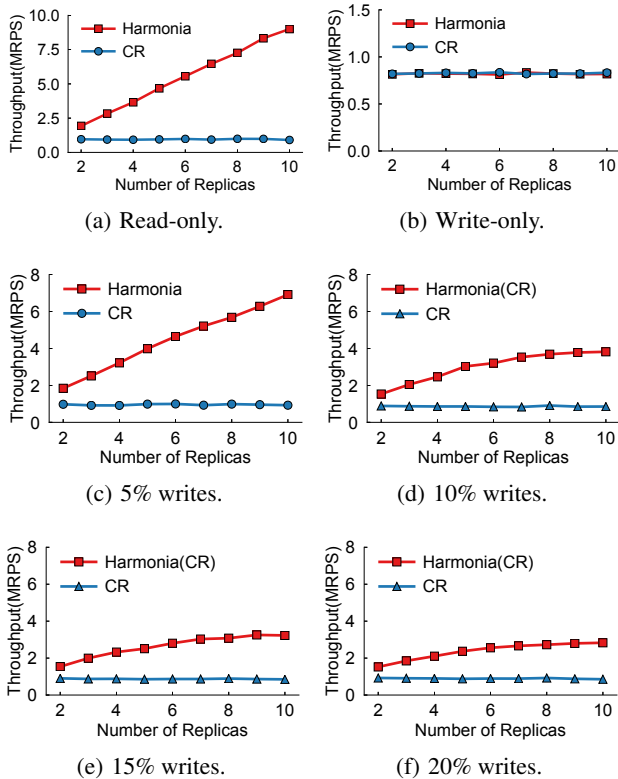 Throughput(MRPS)
10.0
7.5
5.0
2.5
0.0
Harmonia
CR
2 4 6 8 10
Number of Replicas
(a) Read-only.
Throughput(MRPS)
1.5
1.0
0.5
0.0
Harmonia
CR
2 4 6 8 10
Number of Replicas
(b) Write-only.
Throughput(MRPS)
8
6
4
2
0
Harmonia
CR
2 4 6 8 10
Number of Replicas
(c) 5% writes.
Throughput(MRPS)
8
6
4
2
0
Harmonia(CR)
CR
2 4 6 8 10
Number of Replicas
(d) 10% writes.
Throughput(MRPS)
8
6
4
2
0
Harmonia(CR)
CR
2 4 6 8 10
Number of Replicas
(e) 15% writes.
Throughput(MRPS)
8
6
4
2
0
Harmonia(CR)
CR
2 4 6 8 10
Number of Replicas
(f) 20% writes.